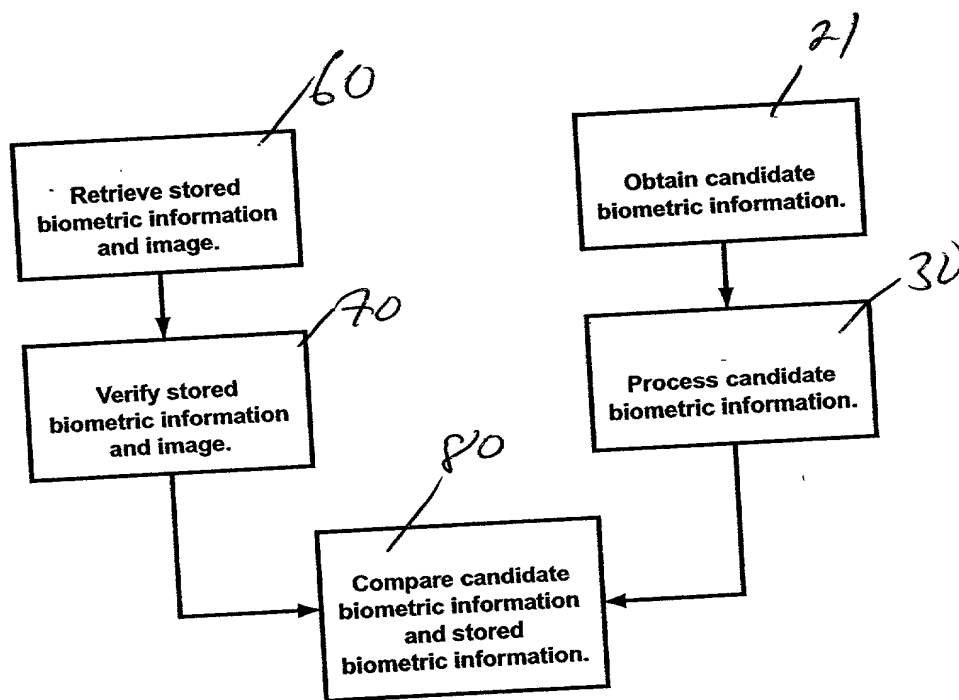 60
Retrieve stored
biometric information
and image.
70
Verify stored
biometric information
and image.
21
Obtain candidate
biometric information.
30
Process candidate
biometric information.
80
Compare candidate
biometric information
and stored
biometric information.